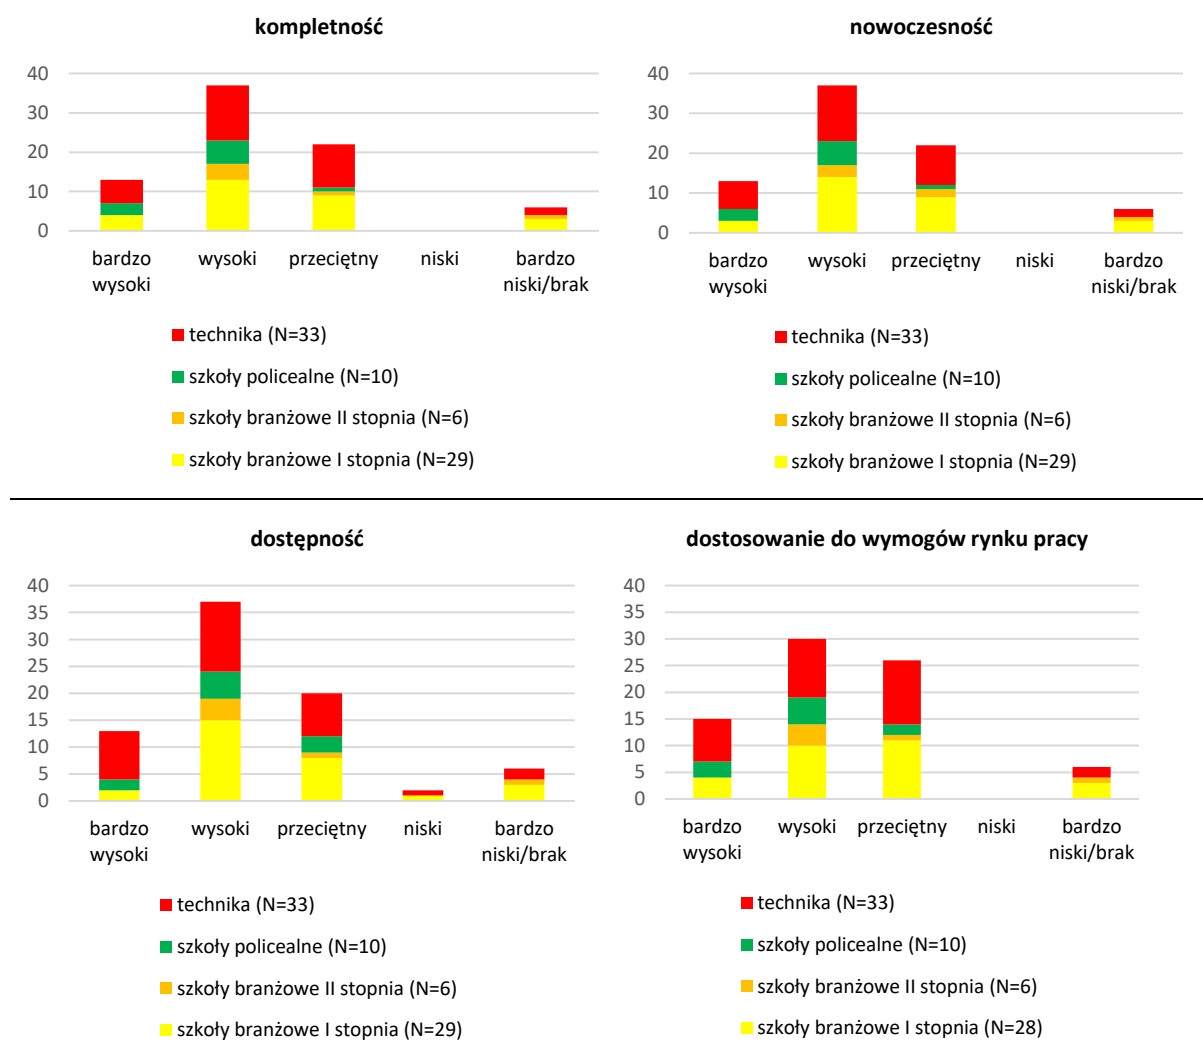 kompletność
40
30
20
10
0
bardzo wysoki
wysoki
przeciętny
niski
bardzo niski/brak
technika (N=33)
szkoły policealne (N=10)
szkoły branżowe II stopnia (N=6)
szkoły branżowe I stopnia (N=29)
nowoczesność
40
30
20
10
0
bardzo wysoki
wysoki
przeciętny
niski
bardzo niski/brak
technika (N=33)
szkoły policealne (N=10)
szkoły branżowe II stopnia (N=6)
szkoły branżowe I stopnia (N=29)
dostępność
40
35
30
25
20
15
10
5
0
bardzo wysoki
wysoki
przeciętny
niski
bardzo niski/brak
technika (N=33)
szkoły policealne (N=10)
szkoły branżowe II stopnia (N=6)
szkoły branżowe I stopnia (N=29)
dostosowanie do wymogów rynku pracy
40
35
30
25
20
15
10
5
0
bardzo wysoki
wysoki
przeciętny
niski
bardzo niski/brak
technika (N=33)
szkoły policealne (N=10)
szkoły branżowe II stopnia (N=6)
szkoły branżowe I stopnia (N=28)